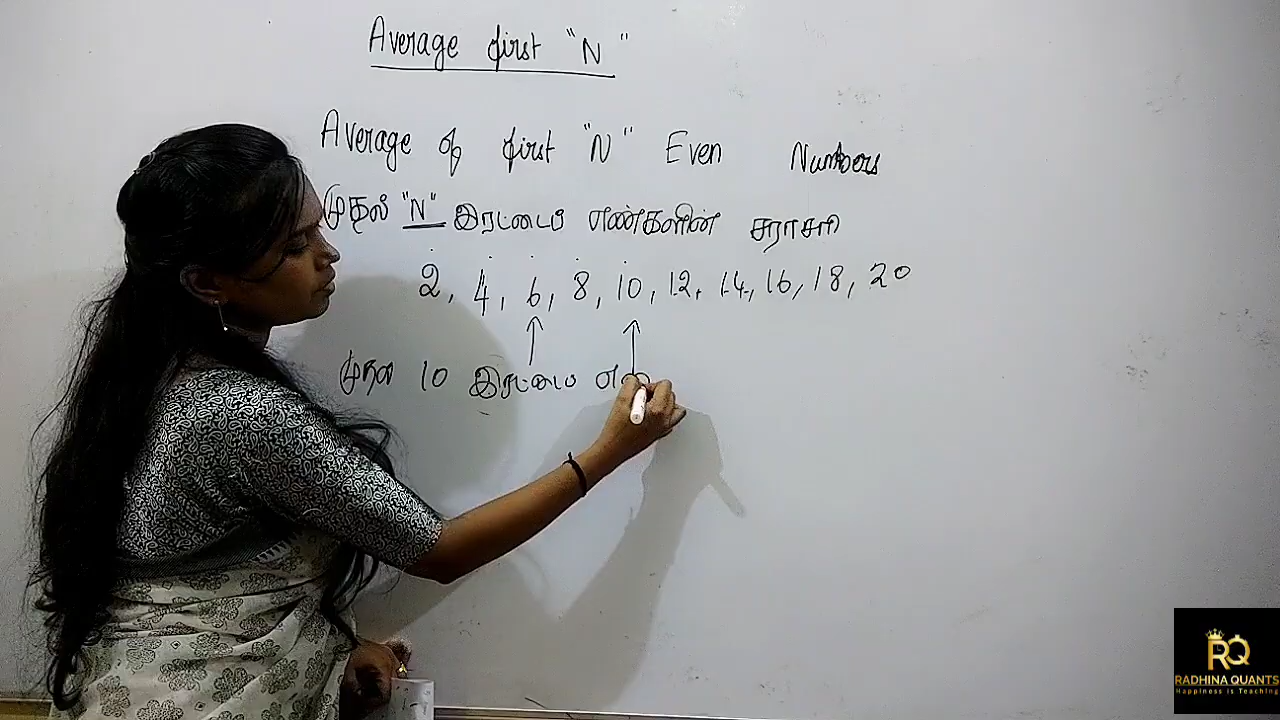 Average first "N"
Average of first "N" Even Numbers
முதல் "N" இரட்டைப் எண்களின் சராசரி
2, 4, 6, 8, 10, 12, 14, 16, 18, 20
முதல 10 இரட்டைப
RQ
RADHINA QUANTS
Happiness is Teaching